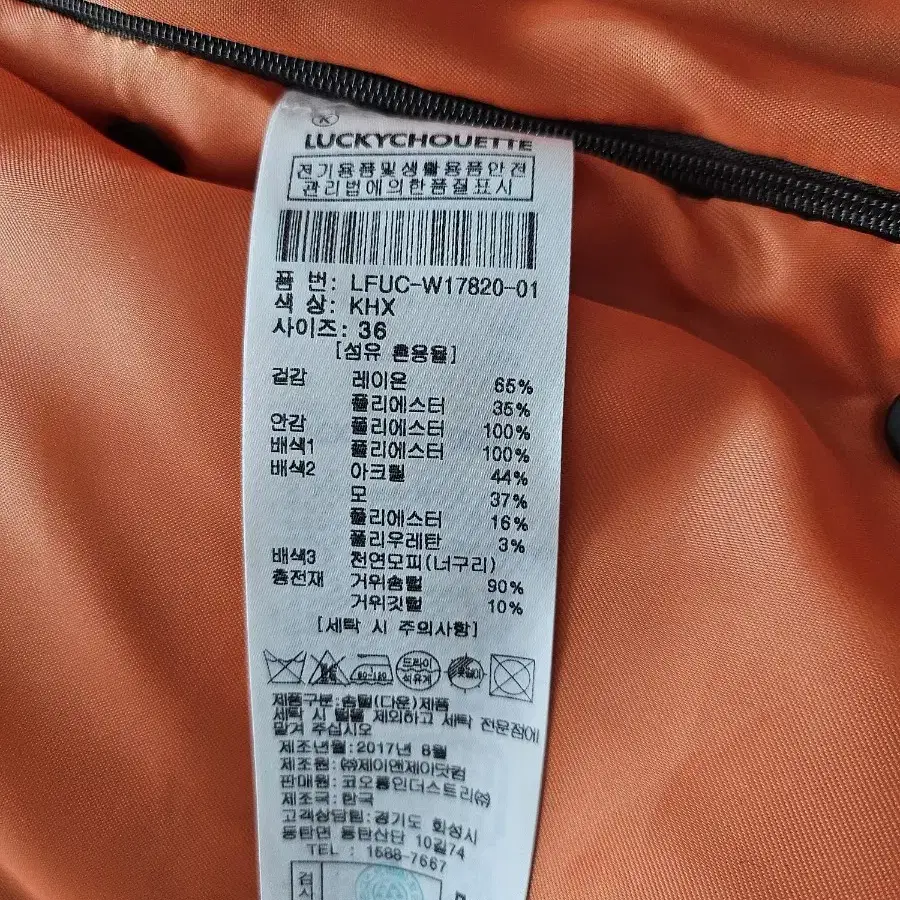 K
LUCKYCHOUETTE
전기용품및생활용품안전
관리법에의한품질표시
품 번: LFUC-W17820-01
색 상: KHX
사이즈: 36
[섬유 혼용율]
겉감 레이온 65%
폴리에스터 35%
안감 폴리에스터 100%
배색1 폴리에스터 100%
배색2 아크릴 44%
모 37%
폴리에스터 16%
폴리우레탄 3%
배색3 천연모피(너구리)
충전재 거위솜털 90%
거위깃털 10%
[세탁 시 주의사항]
드라이
석유계
제품구분:솜털(다운)제품
세탁 시 털을 제외하고 세탁 전문점에
맡겨 주십시오
제조년월:2017년 8월
제조원:㈜제이앤제이닷컴
판매원:코오롱인더스트리㈜
제조국:한국
고객상담팀:경기도 화성시
동탄면 동탄산단 10길74
TEL : 1588-7667
검